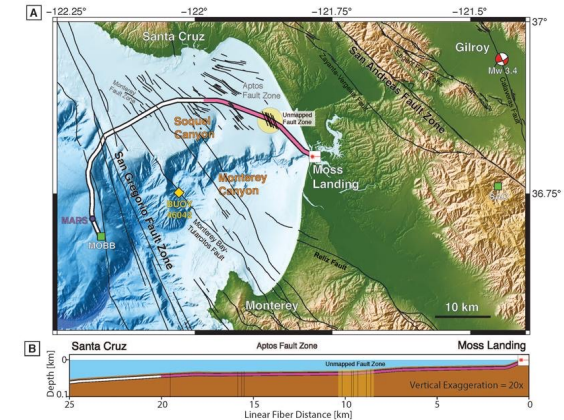 A
−122.25°
−122°
−121.75°
−121.5°
37°
Santa Cruz
Gilroy
Mw 3.4
San Andreas Fault Zone
Monterey
Fault Zone
Aptos
Fault Zone
Unmapped
Fault Zone
Soquel
Canyon
Moss
Landing
Monterey
Canyon
36.75°
BUOY
46042
MARS
MOBB
San Gregorio Fault Zone
Monterey Bay-
Tularcitos Fault
Reliz Fault
Monterey
10 km
B
Santa Cruz
Aptos Fault Zone
Moss Landing
Depth [km]
0
0.1
Unmapped Fault Zone
Vertical Exaggeration = 20x
25
20
15
10
5
0
Linear Fiber Distance [km]